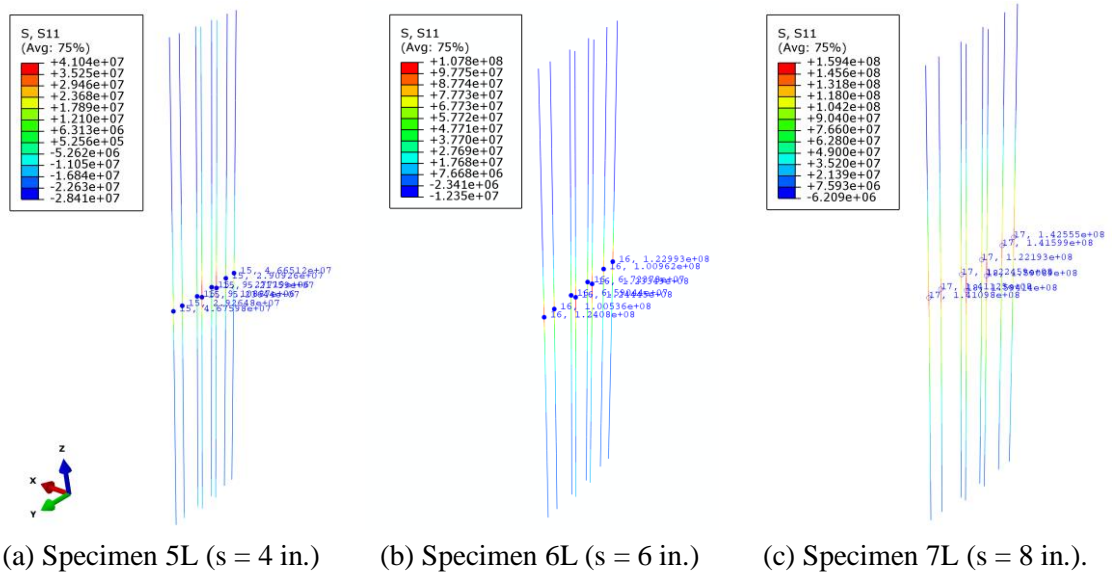 S, S11
(Avg: 75%)
+4.104e+07
+3.525e+07
+2.946e+07
+2.368e+07
+1.789e+07
+1.210e+07
+6.313e+06
+5.256e+05
-5.262e+06
-1.105e+07
-1.684e+07
-2.263e+07
-2.841e+07
15, 4.66512e+07
15, 2.90926e+07
15, 2.92648e+07
15, 4.67598e+07
Z
X
Y
(a) Specimen 5L (s = 4 in.)
S, S11
(Avg: 75%)
+1.078e+08
+9.775e+07
+8.774e+07
+7.773e+07
+6.773e+07
+5.772e+07
+4.771e+07
+3.770e+07
+2.769e+07
+1.768e+07
+7.668e+06
-2.341e+06
-1.235e+07
16, 1.22993e+08
16, 1.00962e+08
16, 1.00536e+08
16, 1.2408e+08
(b) Specimen 6L (s = 6 in.)
S, S11
(Avg: 75%)
+1.594e+08
+1.456e+08
+1.318e+08
+1.180e+08
+1.042e+08
+9.040e+07
+7.660e+07
+6.280e+07
+4.900e+07
+3.520e+07
+2.139e+07
+7.593e+06
-6.209e+06
17, 1.42555e+08
17, 1.41599e+08
17, 1.22193e+08
17, 1.41098e+08
(c) Specimen 7L (s = 8 in.).